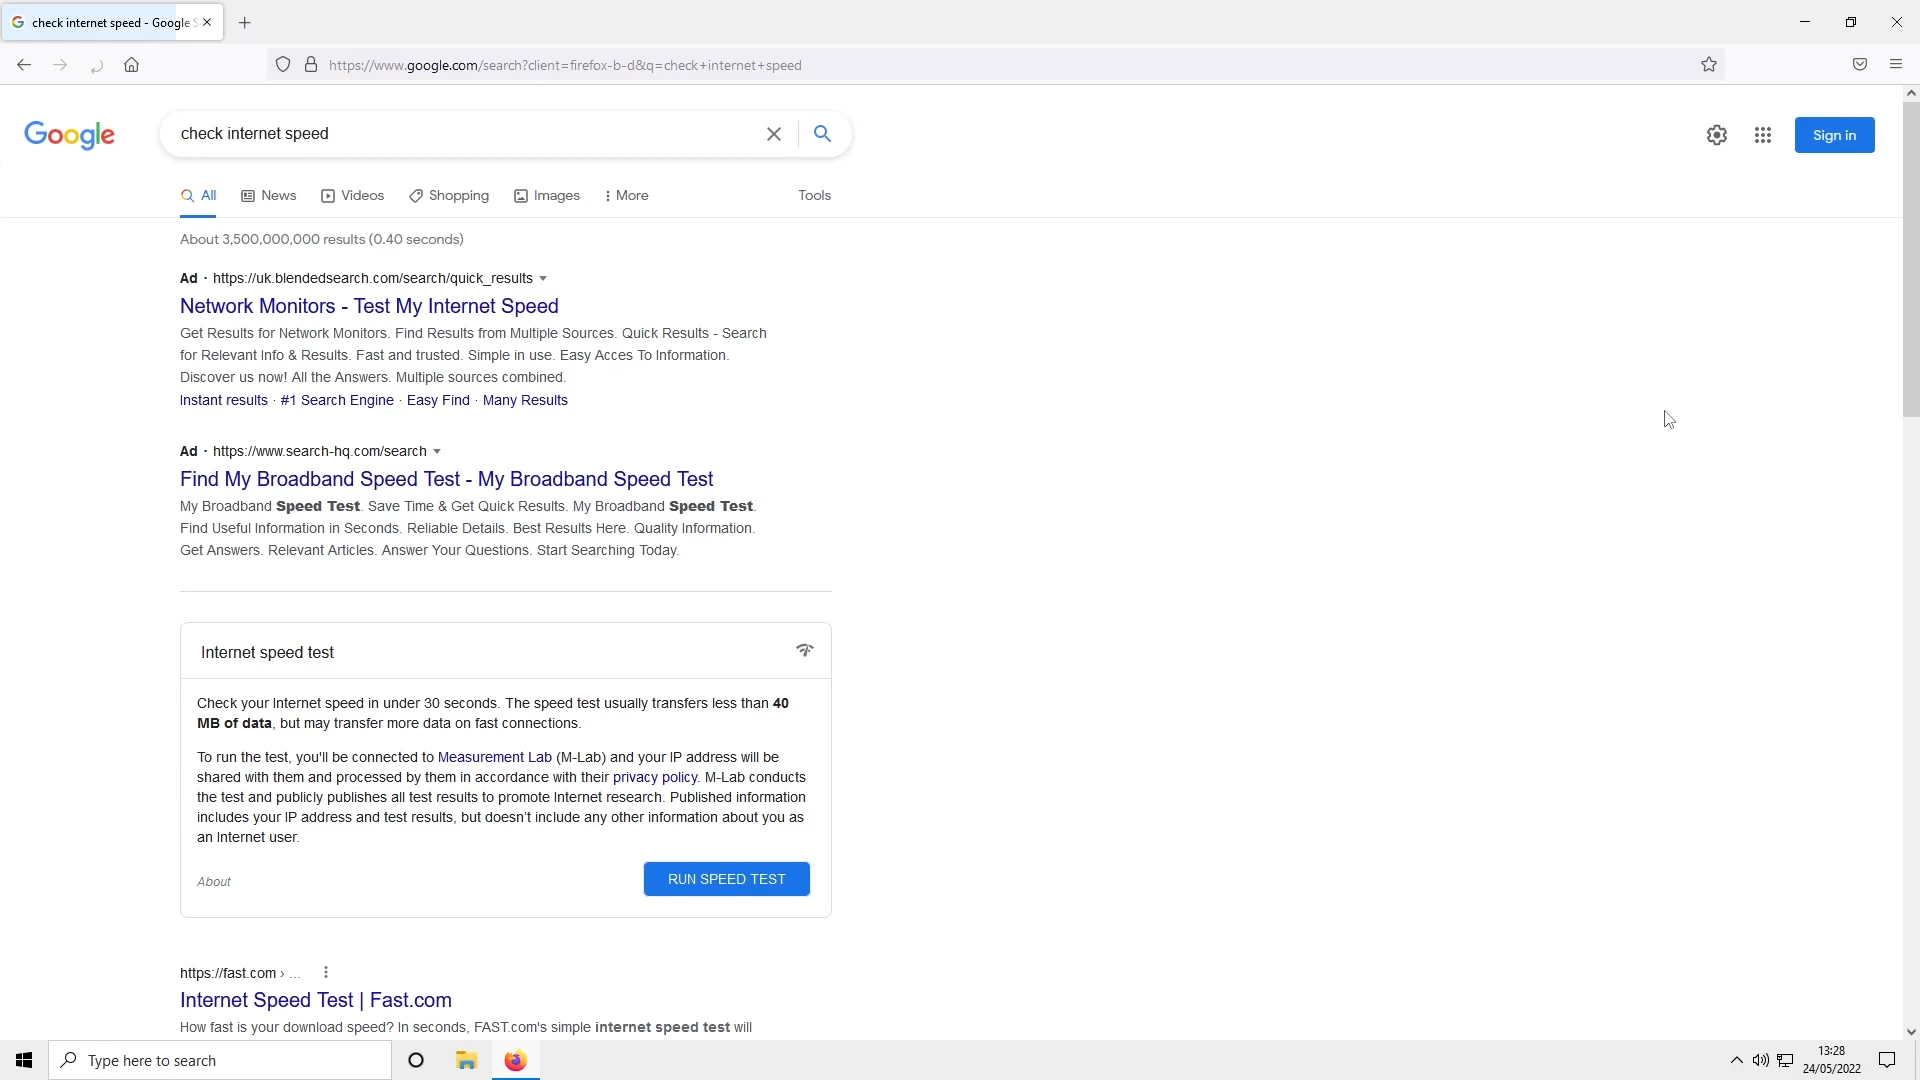 check internet speed - Google S
https://www.google.com/search?client=firefox-b-d&q=check+internet+speed
Google
check internet speed
Sign in
All
News
Videos
Shopping
Images
More
Tools
About 3,500,000,000 results (0.40 seconds)
Ad · https://uk.blendedsearch.com/search/quick_results
Network Monitors - Test My Internet Speed
Get Results for Network Monitors. Find Results from Multiple Sources. Quick Results - Search
for Relevant Info & Results. Fast and trusted. Simple in use. Easy Acces To Information.
Discover us now! All the Answers. Multiple sources combined.
Instant results · #1 Search Engine · Easy Find · Many Results
Ad · https://www.search-hq.com/search
Find My Broadband Speed Test - My Broadband Speed Test
My Broadband Speed Test. Save Time & Get Quick Results. My Broadband Speed Test.
Find Useful Information in Seconds. Reliable Details. Best Results Here. Quality Information.
Get Answers. Relevant Articles. Answer Your Questions. Start Searching Today.
Internet speed test
Check your Internet speed in under 30 seconds. The speed test usually transfers less than 40
MB of data, but may transfer more data on fast connections.
To run the test, you'll be connected to Measurement Lab (M-Lab) and your IP address will be
shared with them and processed by them in accordance with their privacy policy. M-Lab conducts
the test and publicly publishes all test results to promote Internet research. Published information
includes your IP address and test results, but doesn't include any other information about you as
an Internet user.
About
RUN SPEED TEST
https://fast.com › ...
Internet Speed Test | Fast.com
How fast is your download speed? In seconds, FAST.com's simple internet speed test will
Type here to search
13:28
24/05/2022